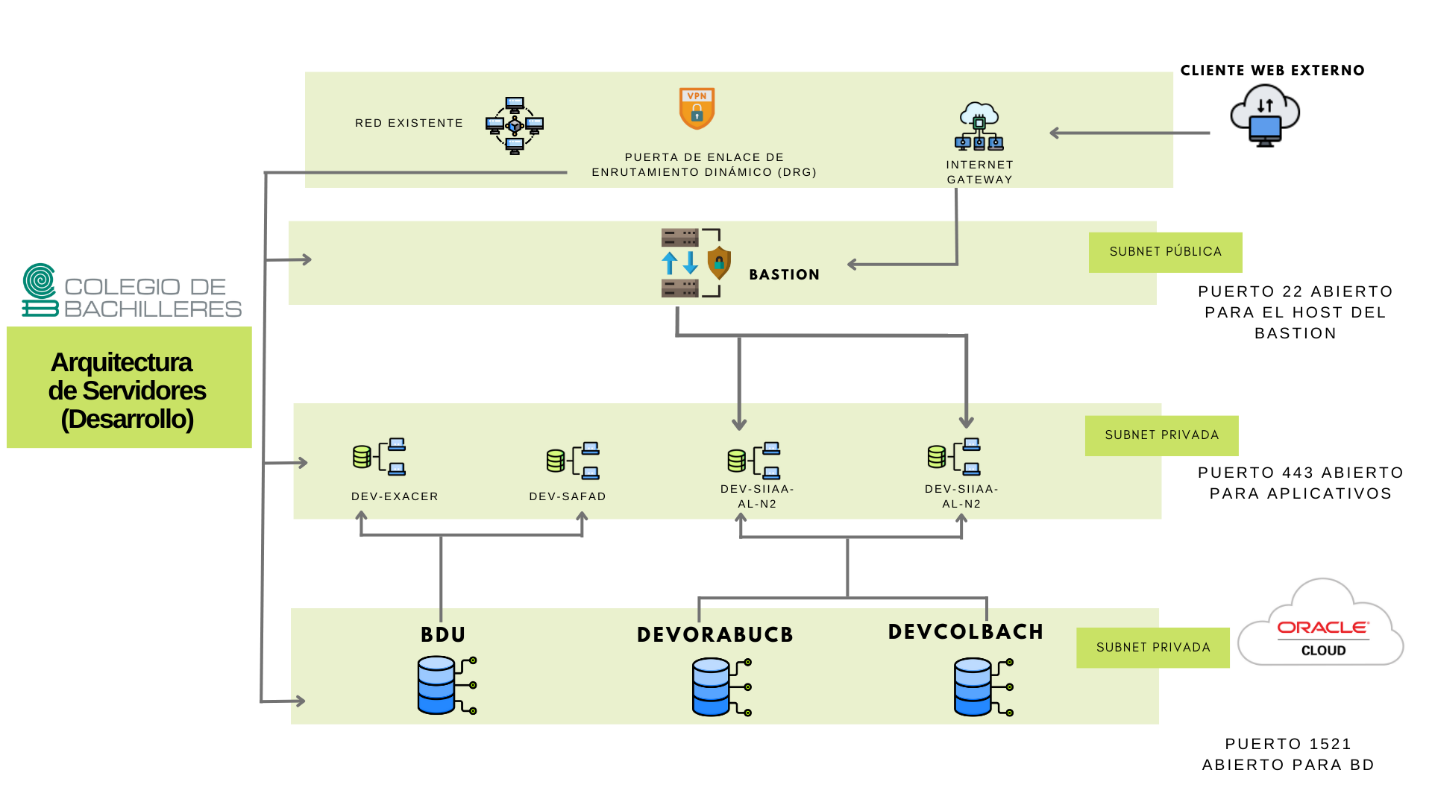 CLIENTE WEB EXTERNO
RED EXISTENTE
VPN
PUERTA DE ENLACE DE
ENRUTAMIENTO DINÁMICO (DRG)
INTERNET
GATEWAY
BASTION
SUBNET PÚBLICA
PUERTO 22 ABIERTO
PARA EL HOST DEL
BASTION
COLEGIO DE
BACHILLERES
Arquitectura
de Servidores
(Desarrollo)
DEV-EXACER
DEV-SAFAD
DEV-SIIAA-
AL-N2
DEV-SIIAA-
AL-N2
SUBNET PRIVADA
PUERTO 443 ABIERTO
PARA APLICATIVOS
BDU
DEVORABUCB
DEVCOLBACH
SUBNET PRIVADA
ORACLE
CLOUD
PUERTO 1521
ABIERTO PARA BD